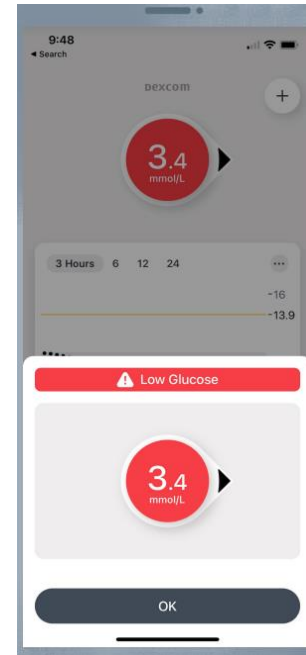 9:48
◀ Search
Dexcom
+
3.4
mmol/L
3 Hours 6 12 24 ...
-16
-13.9
Low Glucose
3.4
mmol/L
OK